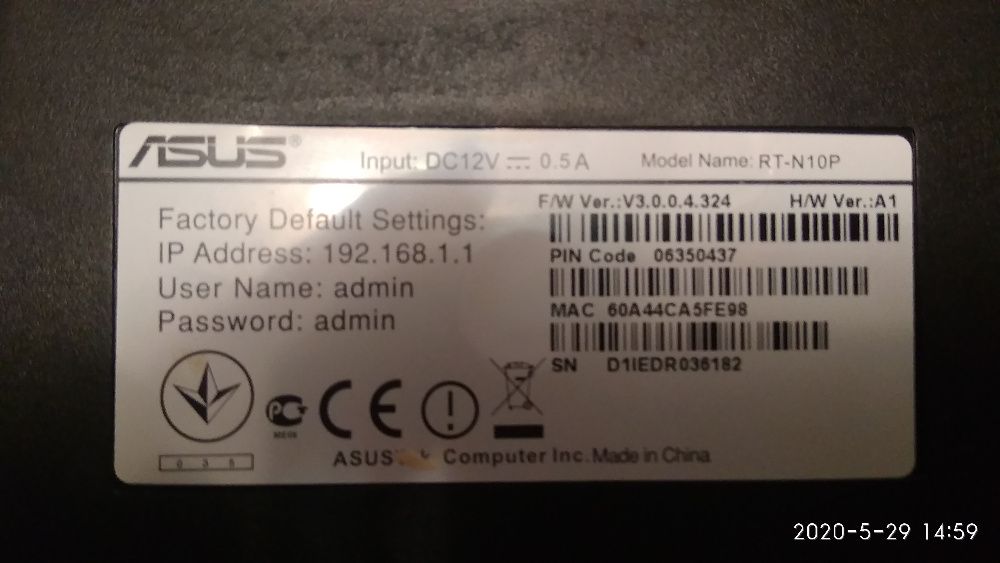 ASUS® Input: DC12V ⎓ 0.5 A Model Name: RT-N10P
F/W Ver.:V3.0.0.4.324 H/W Ver.:A1
Factory Default Settings:
IP Address: 192.168.1.1
User Name: admin
Password: admin
PIN Code 06350437
MAC 60A44CA5FE98
SN D1IEDR036182
CE
Computer Inc. Made in China
2020-5-29 14:59